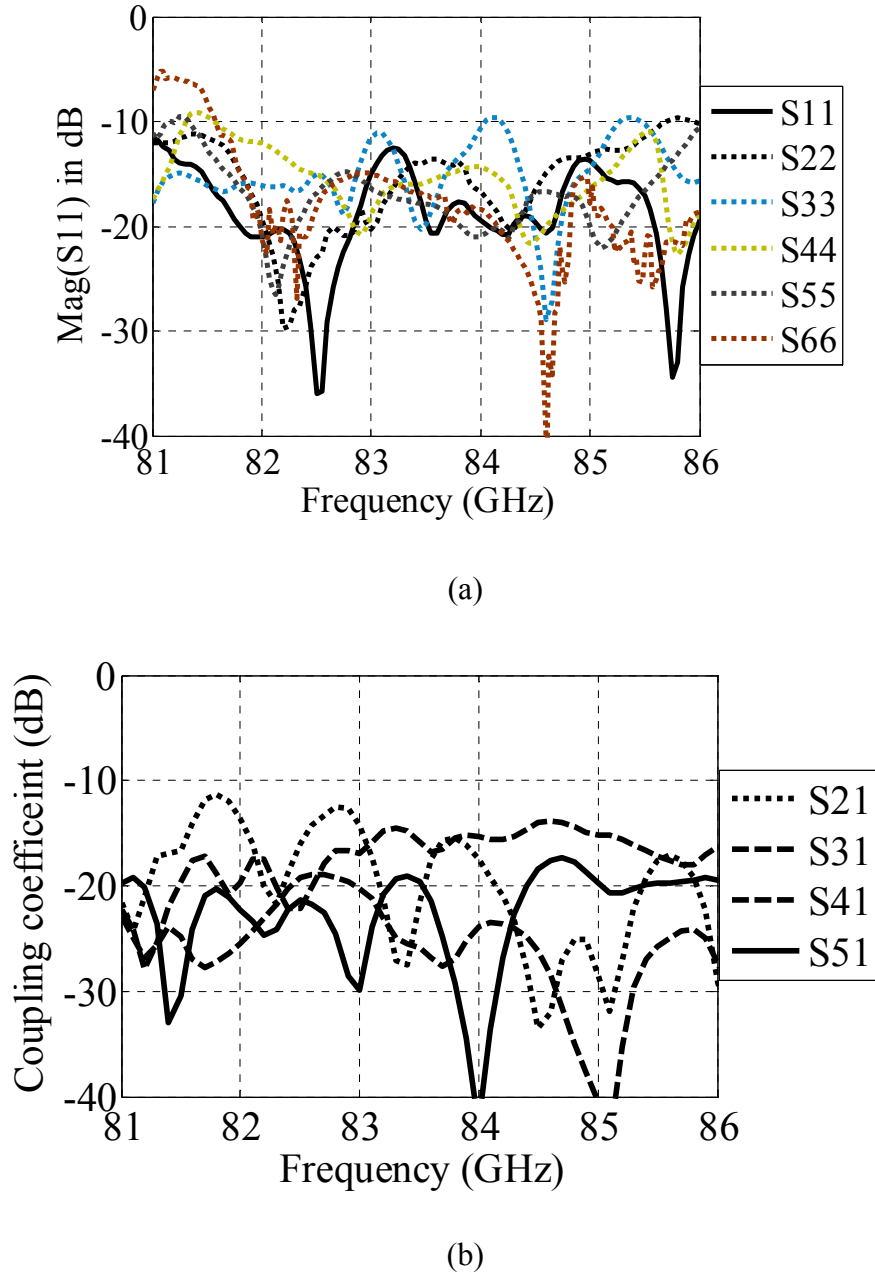 0
-10
-20
-30
-40
Mag(S11) in dB
81 82 83 84 85 86
Frequency (GHz)
S11
S22
S33
S44
S55
S66
(a)
0
-10
-20
-30
-40
Coupling coefficeint (dB)
81 82 83 84 85 86
Frequency (GHz)
S21
S31
S41
S51
(b)